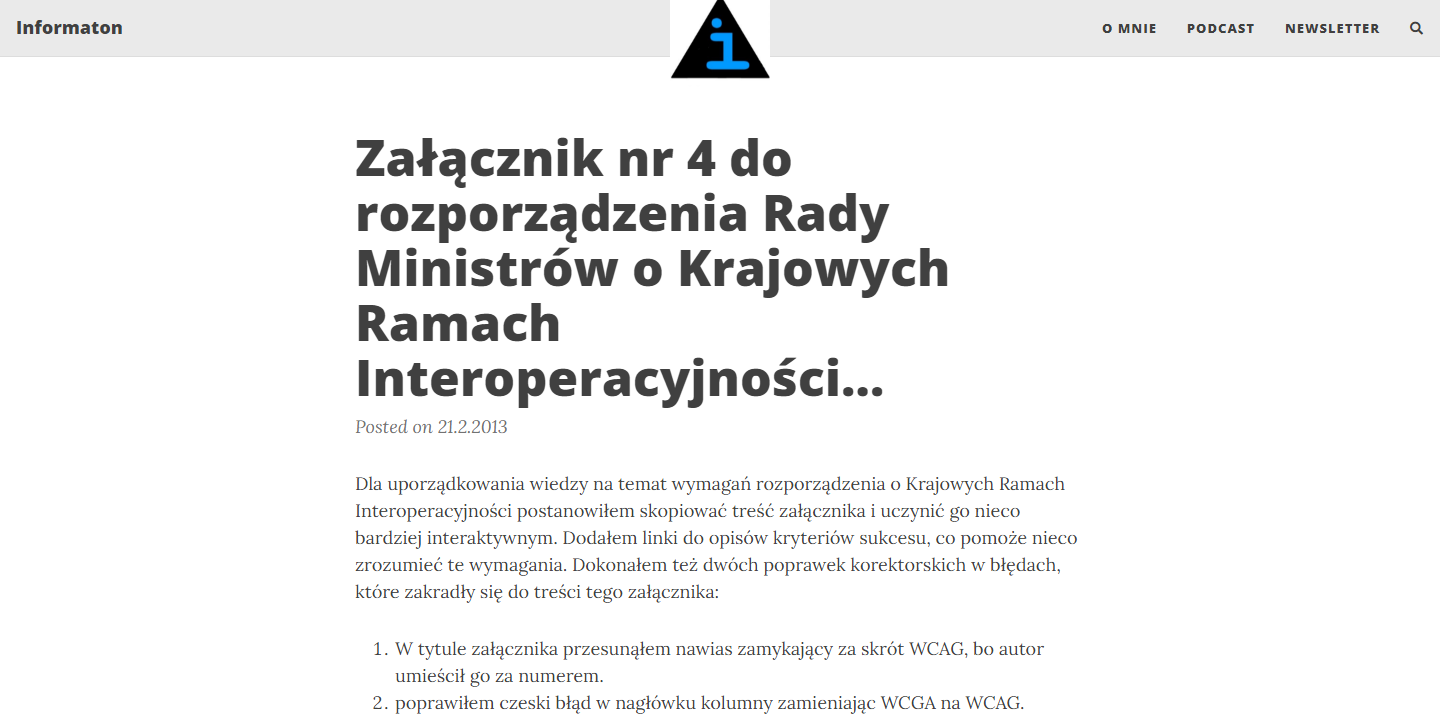 Informaton
i
O MNIE PODCAST NEWSLETTER
Załącznik nr 4 do
rozporządzenia Rady
Ministrów o Krajowych
Ramach
Interoperacyjności...
Posted on 21.2.2013
Dla uporządkowania wiedzy na temat wymagań rozporządzenia o Krajowych Ramach
Interoperacyjności postanowiłem skopiować treść załącznika i uczynić go nieco
bardziej interaktywnym. Dodałem linki do opisów kryteriów sukcesu, co pomoże nieco
zrozumieć te wymagania. Dokonałem też dwóch poprawek korektorskich w błędach,
które zakradły się do treści tego załącznika:
1. W tytule załącznika przesunąłem nawias zamykający za skrót WCAG, bo autor
umieścił go za numerem.
2. poprawiłem czeski błąd w nagłówku kolumny zamieniając WCGA na WCAG.